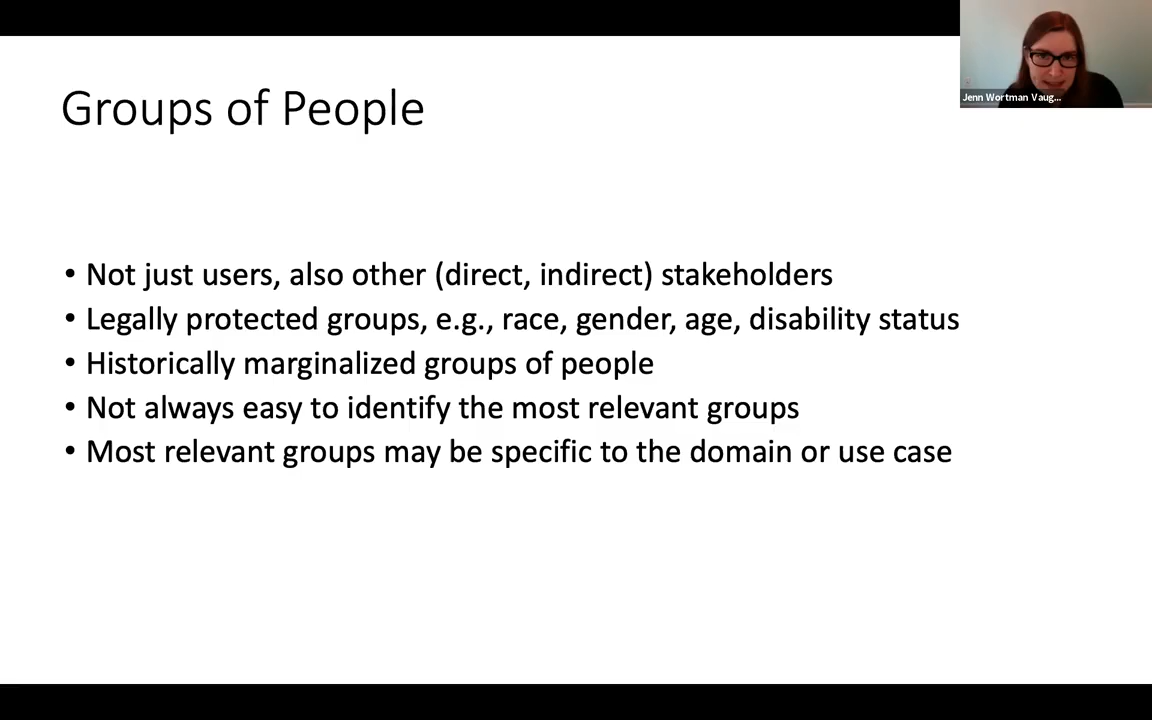 Groups of People
Jenn Wortman Vaug...
• Not just users, also other (direct, indirect) stakeholders
• Legally protected groups, e.g., race, gender, age, disability status
• Historically marginalized groups of people
• Not always easy to identify the most relevant groups
• Most relevant groups may be specific to the domain or use case